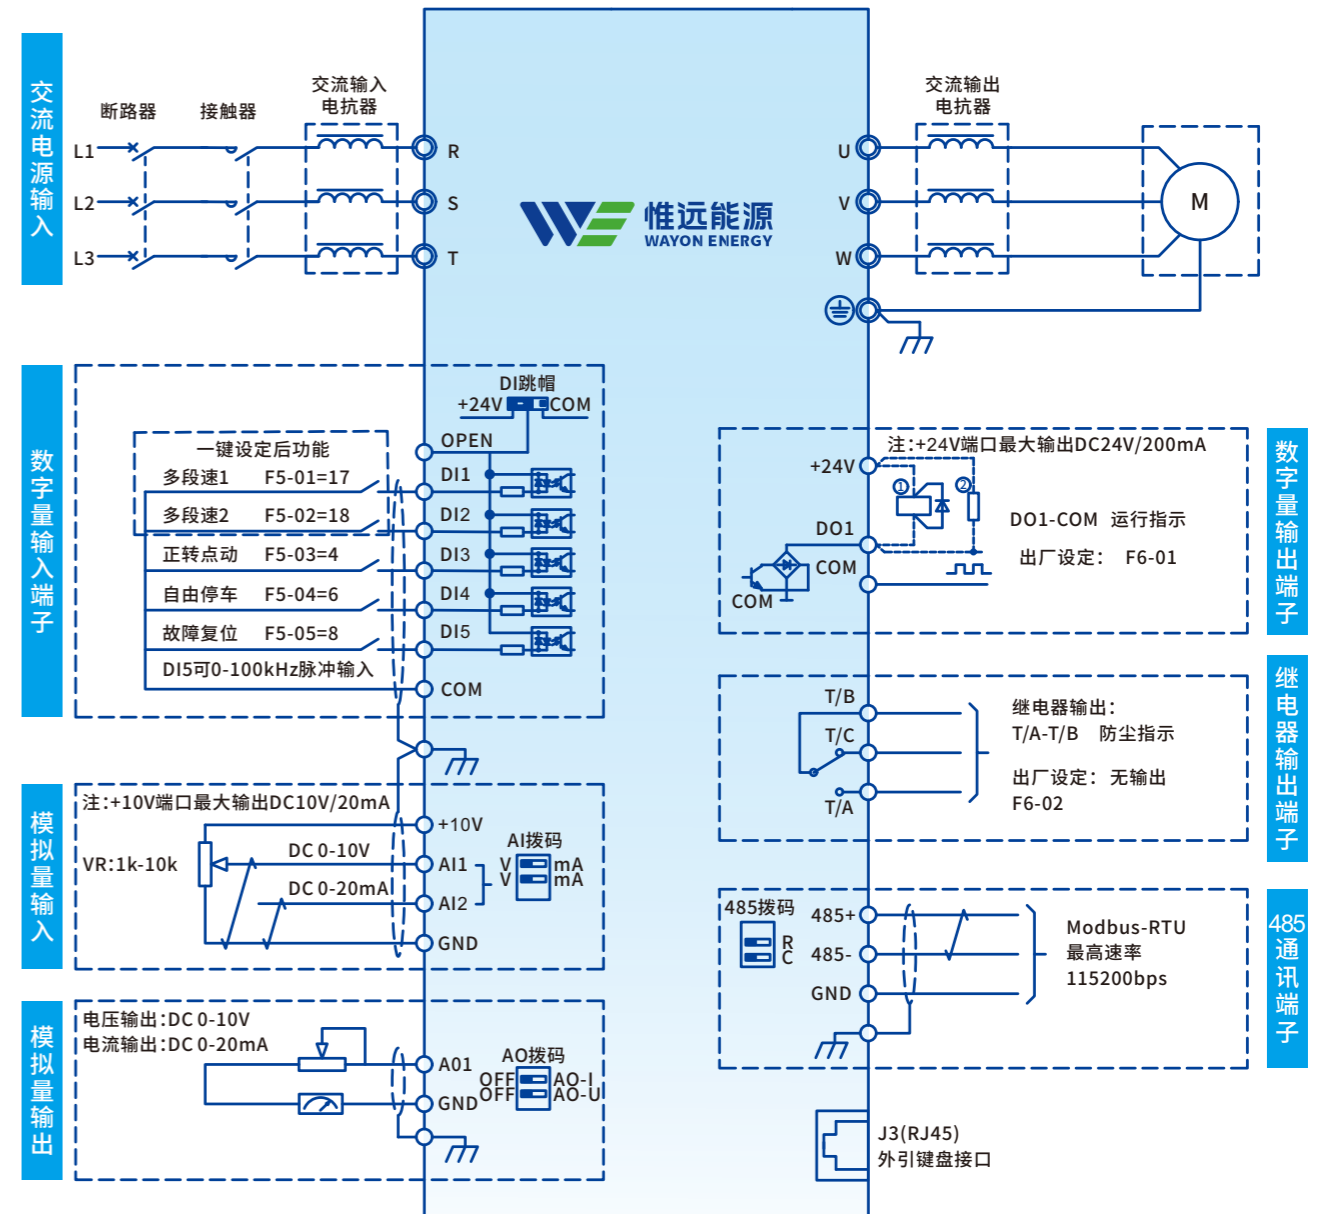 交流电源输入
断路器
接触器
交流输入
电抗器
L1
L2
L3
R
S
T
惟远能源
WAYON ENERGY
交流输出
电抗器
U
V
W
M
数字量输入端子
DI跳帽
+24V
COM
OPEN
一键设定后功能
多段速1 F5-01=17
DI1
多段速2 F5-02=18
DI2
正转点动 F5-03=4
DI3
自由停车 F5-04=6
DI4
故障复位 F5-05=8
DI5
DI5可0-100kHz脉冲输入
COM
模拟量输入
注:+10V端口最大输出DC10V/20mA
+10V
VR:1k-10k
DC 0-10V
AI1
DC 0-20mA
AI2
GND
AI拨码
V mA
V mA
模拟量输出
电压输出:DC 0-10V
电流输出:DC 0-20mA
A01
GND
AO拨码
OFF AO-I
OFF AO-U
数字量输出端子
注:+24V端口最大输出DC24V/200mA
+24V
①
②
DO1
COM
COM
DO1-COM 运行指示
出厂设定: F6-01
继电器输出端子
T/B
T/C
T/A
继电器输出:
T/A-T/B 防尘指示
出厂设定: 无输出
F6-02
485通讯端子
485拨码
R
C
485+
485-
GND
Modbus-RTU
最高速率
115200bps
J3(RJ45)
外引键盘接口